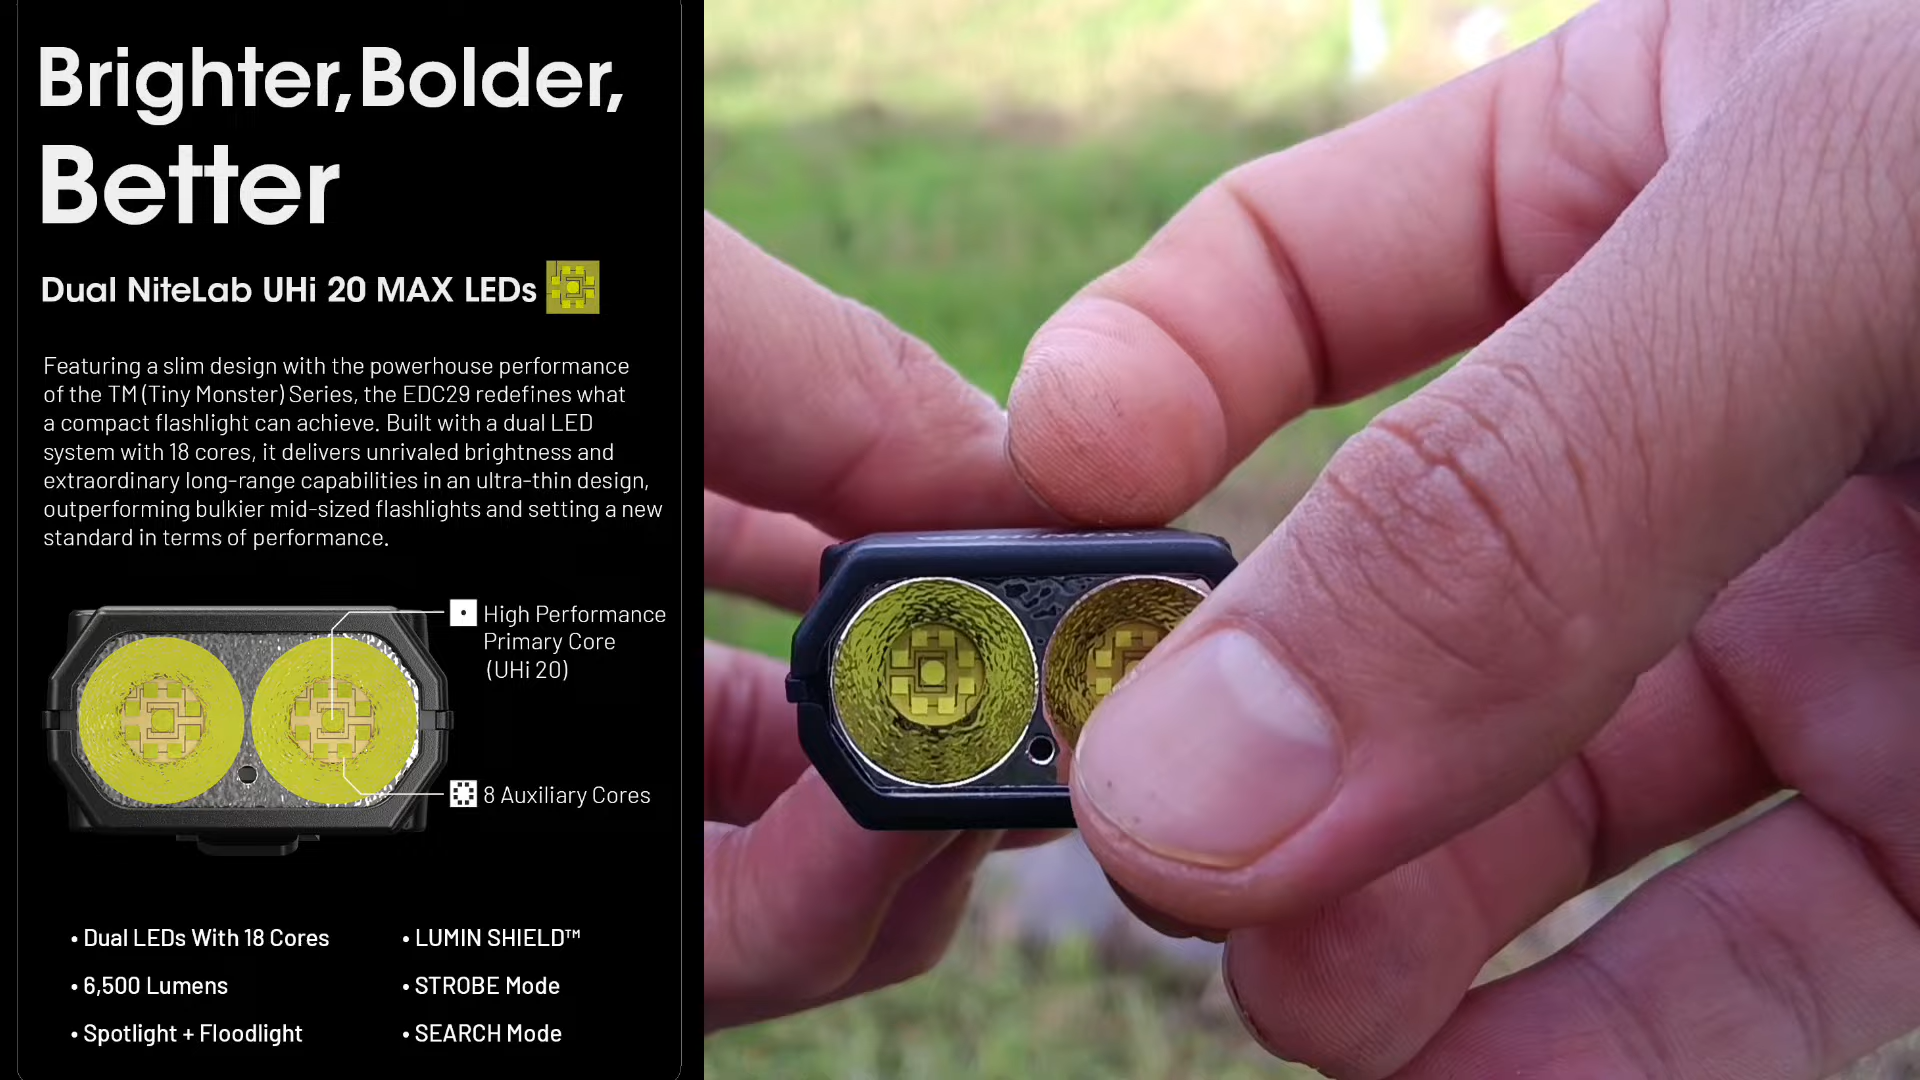 Brighter, Bolder,
Better
Dual NiteLab UHi 20 MAX LEDs
Featuring a slim design with the powerhouse performance
of the TM (Tiny Monster) Series, the EDC29 redefines what
a compact flashlight can achieve. Built with a dual LED
system with 18 cores, it delivers unrivaled brightness and
extraordinary long-range capabilities in an ultra-thin design,
outperforming bulkier mid-sized flashlights and setting a new
standard in terms of performance.
High Performance
Primary Core
(UHi 20)
8 Auxiliary Cores
• Dual LEDs With 18 Cores
• 6,500 Lumens
• Spotlight + Floodlight
• LUMIN SHIELD™
• STROBE Mode
• SEARCH Mode